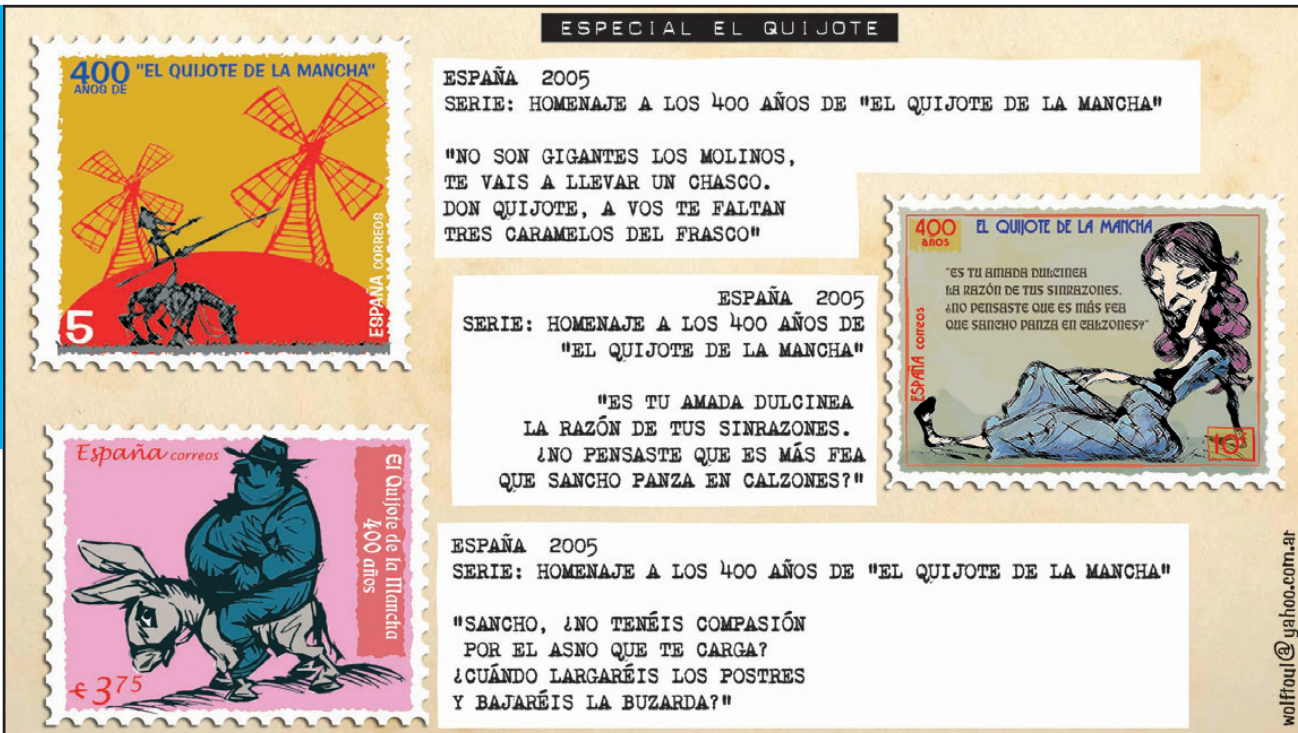 ESPECIAL EL QUIJOTE
400 "EL QUIJOTE DE LA MANCHA"
AÑOS DE
5
ESPAÑA CORREOS
ESPAÑA 2005
SERIE: HOMENAJE A LOS 400 AÑOS DE "EL QUIJOTE DE LA MANCHA"
"NO SON GIGANTES LOS MOLINOS,
TE VAIS A LLEVAR UN CHASCO.
DON QUIJOTE, A VOS TE FALTAN
TRES CARAMELOS DEL FRASCO"
400 EL QUIJOTE DE LA MANCHA
años
"ES TU AMADA DULCINEA
LA RAZÓN DE TUS SINRAZONES.
¿NO PENSASTE QUE ES MÁS FEA
QUE SANCHO PANZA EN CALZONES?"
ESPAÑA correos
ESPAÑA 2005
SERIE: HOMENAJE A LOS 400 AÑOS DE
"EL QUIJOTE DE LA MANCHA"
"ES TU AMADA DULCINEA
LA RAZÓN DE TUS SINRAZONES.
¿NO PENSASTE QUE ES MÁS FEA
QUE SANCHO PANZA EN CALZONES?"
España correos
El Quijote de la Mancha
400 años
€ 3 75
ESPAÑA 2005
SERIE: HOMENAJE A LOS 400 AÑOS DE "EL QUIJOTE DE LA MANCHA"
"SANCHO, ¿NO TENÉIS COMPASIÓN
POR EL ASNO QUE TE CARGA?
¿CUÁNDO LARGARÉIS LOS POSTRES
Y BAJARÉIS LA BUZARDA?"